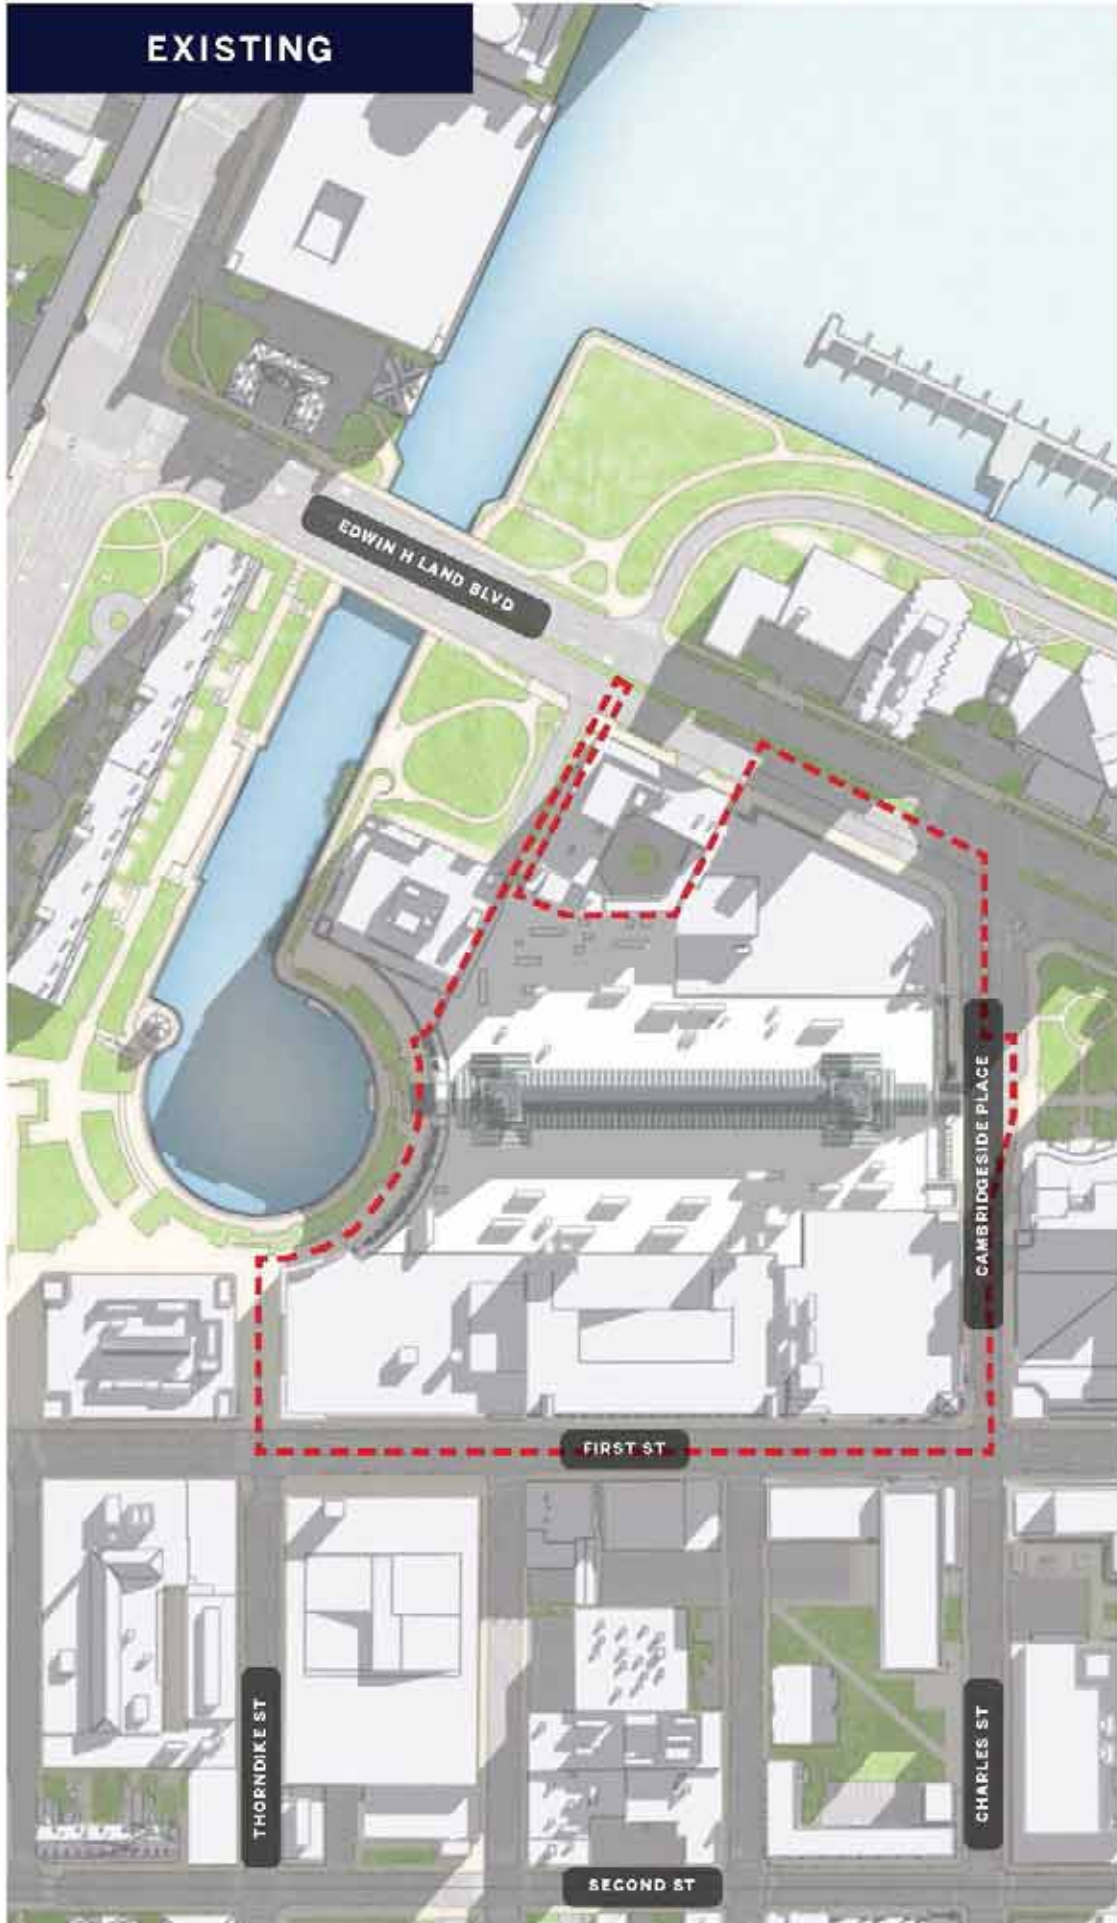 EXISTING
EDWIN H LAND BLVD
CAMBRIDGESIDE PLACE
FIRST ST
THORNDIKE ST
CHARLES ST
SECOND ST